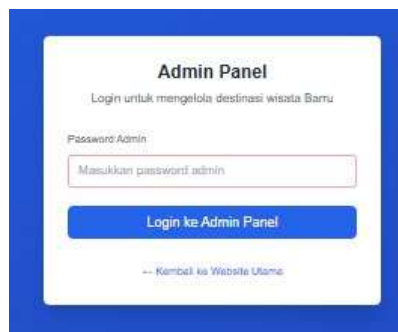 Admin Panel
Login untuk mengelola destinasi wisata Barru
Password Admin
Masukkan password admin
Login ke Admin Panel
← Kembali ke Website Utama